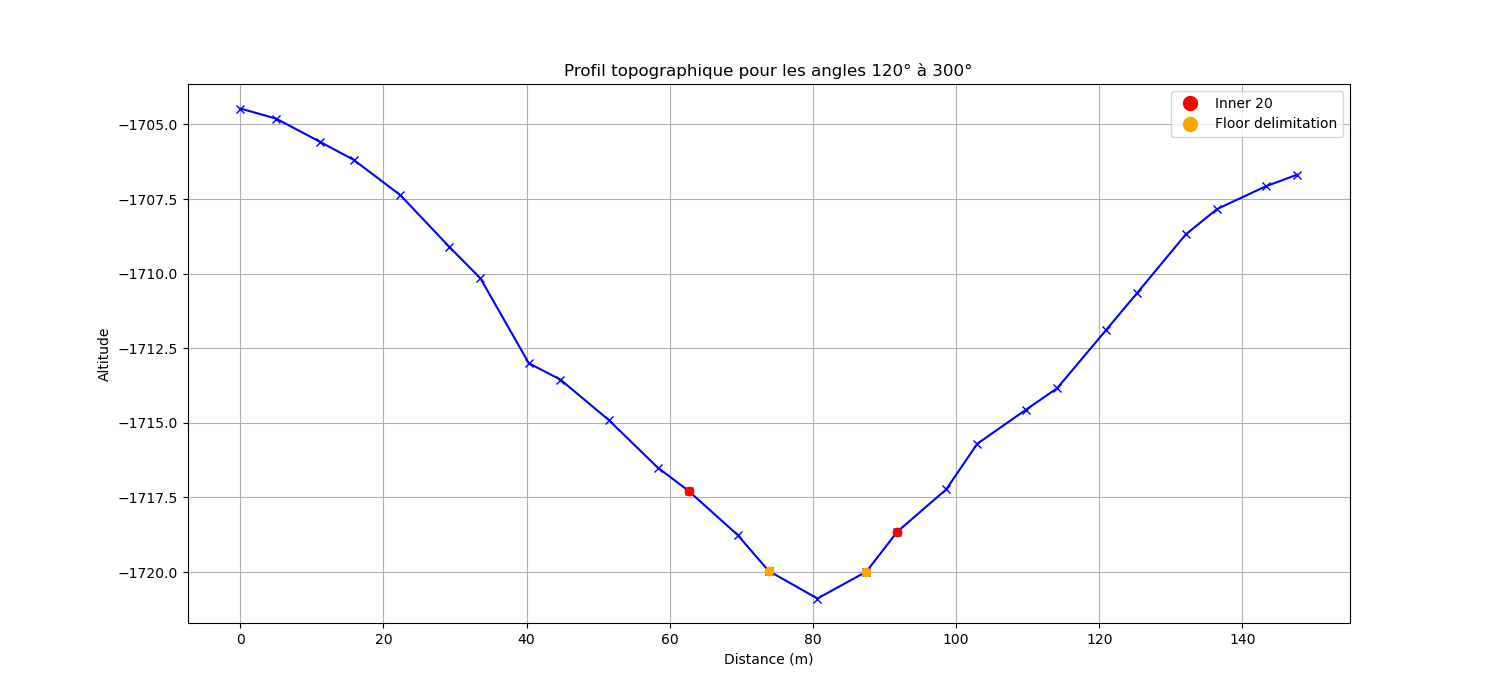 Profil topographique pour les angles 120° à 300°
Inner 20
Floor delimitation
−1705.0
−1707.5
−1710.0
−1712.5
−1715.0
−1717.5
−1720.0
Altitude
0 20 40 60 80 100 120 140
Distance (m)